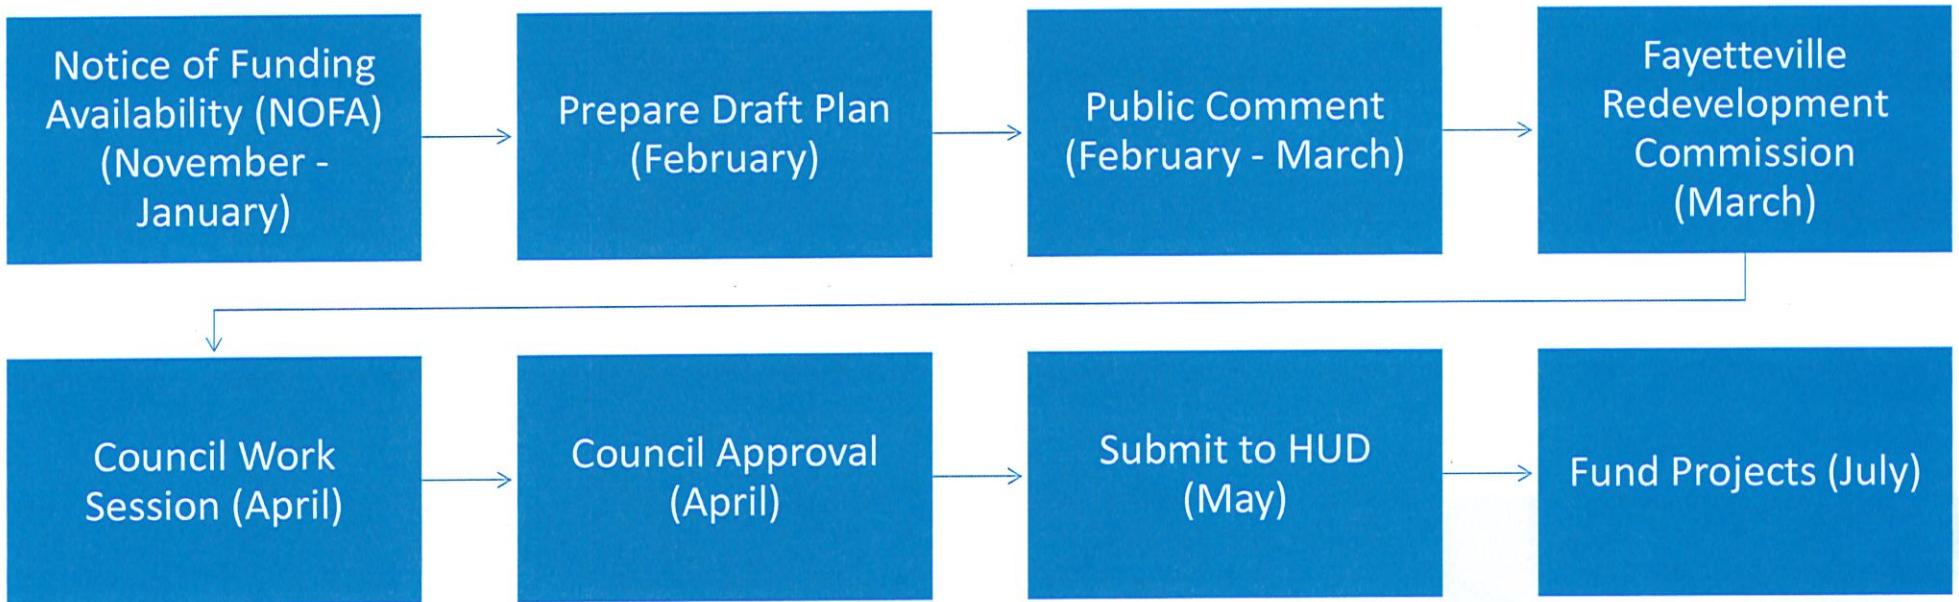 Notice of Funding
Availability (NOFA)
(November -
January)
Prepare Draft Plan
(February)
Public Comment
(February - March)
Fayetteville
Redevelopment
Commission
(March)
Council Work
Session (April)
Council Approval
(April)
Submit to HUD
(May)
Fund Projects (July)